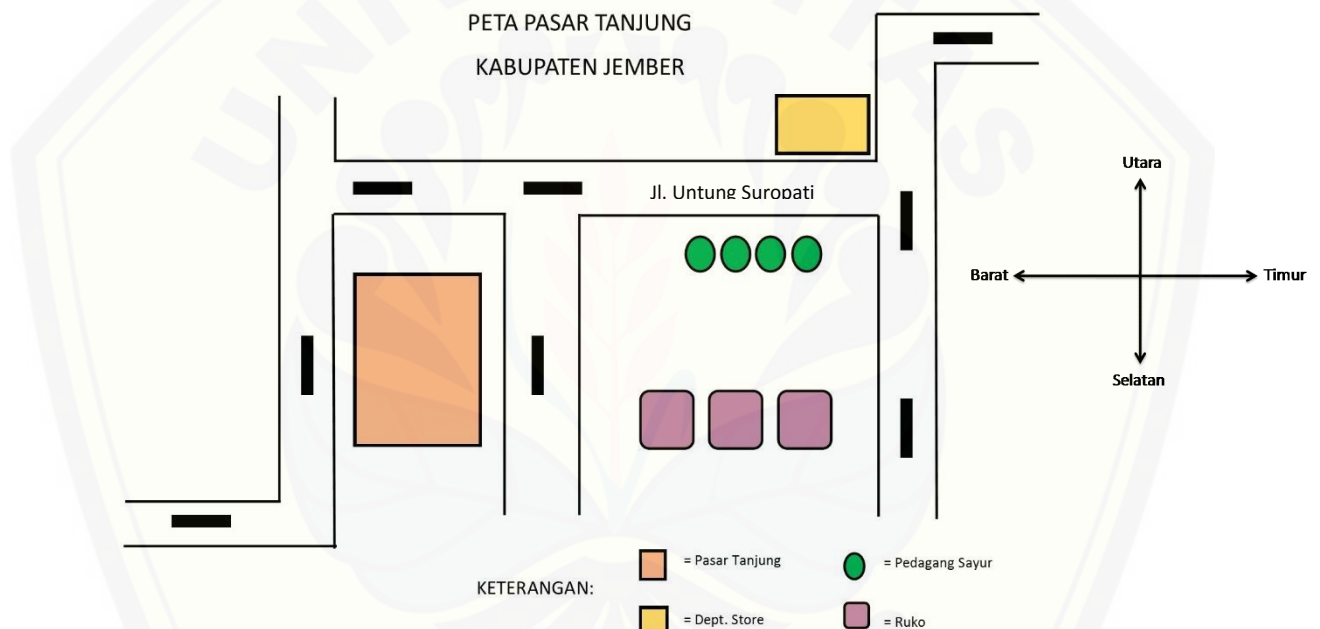 PETA PASAR TANJUNG
KABUPATEN JEMBER
Jl. Untung Suropati
Utara
Barat
Timur
Selatan
KETERANGAN:
= Pasar Tanjung
= Pedagang Sayur
= Dept. Store
= Ruko